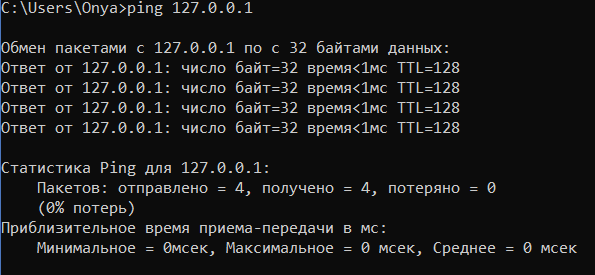 C:\Users\Onya>ping 127.0.0.1
Обмен пакетами с 127.0.0.1 по с 32 байтами данных:
Ответ от 127.0.0.1: число байт=32 время<1мс TTL=128
Ответ от 127.0.0.1: число байт=32 время<1мс TTL=128
Ответ от 127.0.0.1: число байт=32 время<1мс TTL=128
Ответ от 127.0.0.1: число байт=32 время<1мс TTL=128
Статистика Ping для 127.0.0.1:
Пакетов: отправлено = 4, получено = 4, потеряно = 0
(0% потерь)
Приблизительное время приема-передачи в мс:
Минимальное = 0мсек, Максимальное = 0 мсек, Среднее = 0 мсек